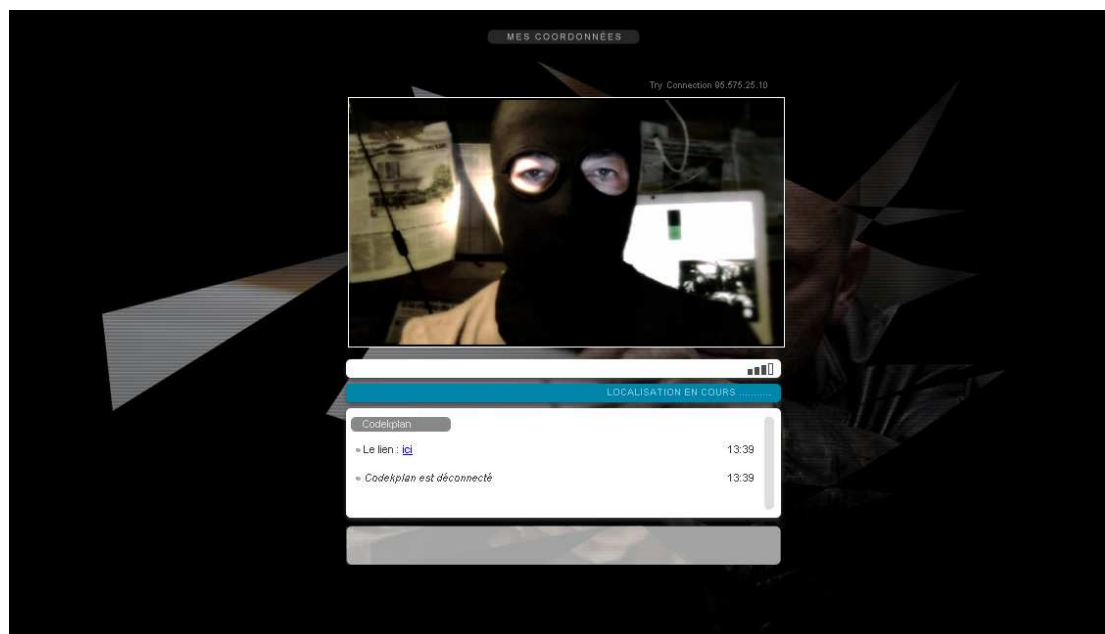 MES COORDONNÉES
Try Connection 95.575.25.10
LOCALISATION EN COURS ...........
Codekplan
Le lien : ici 13:39
Codekplan est déconnecté 13:39